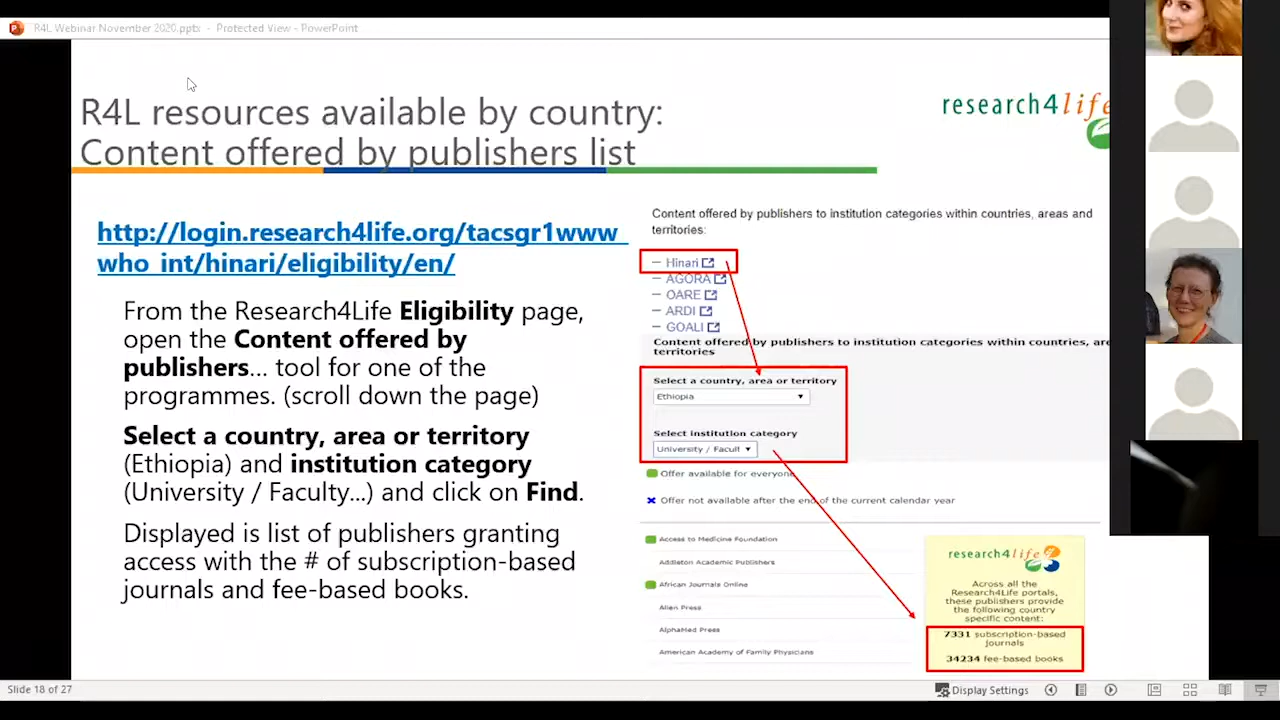 R4L Webinar November 2020.pptx - Protected View - PowerPoint
R4L resources available by country:
Content offered by publishers list
research4life
http://login.research4life.org/tacsgr1www
who_int/hinari/eligibility/en/
From the Research4Life Eligibility page,
open the Content offered by
publishers... tool for one of the
programmes. (scroll down the page)
Select a country, area or territory
(Ethiopia) and institution category
(University / Faculty...) and click on Find.
Displayed is list of publishers granting
access with the # of subscription-based
journals and fee-based books.
Content offered by publishers to institution categories within countries, areas and
territories:
– Hinari
– AGORA
– OARE
– ARDI
– GOALI
Content offered by publishers to institution categories within countries, are
territories
Select a country, area or territory
Ethiopia
Select institution category
University / Facult
Offer available for everyone
Offer not available after the end of the current calendar year
Access to Medicine Foundation
Addleton Academic Publishers
African Journals Online
Allen Press
AlphaMed Press
American Academy of Family Physicians
research4life
Across all the
Research4Life portals,
these publishers provide
the following country
specific content:
7331 subscription-based
journals
34234 fee-based books
Slide 18 of 27
Display Settings